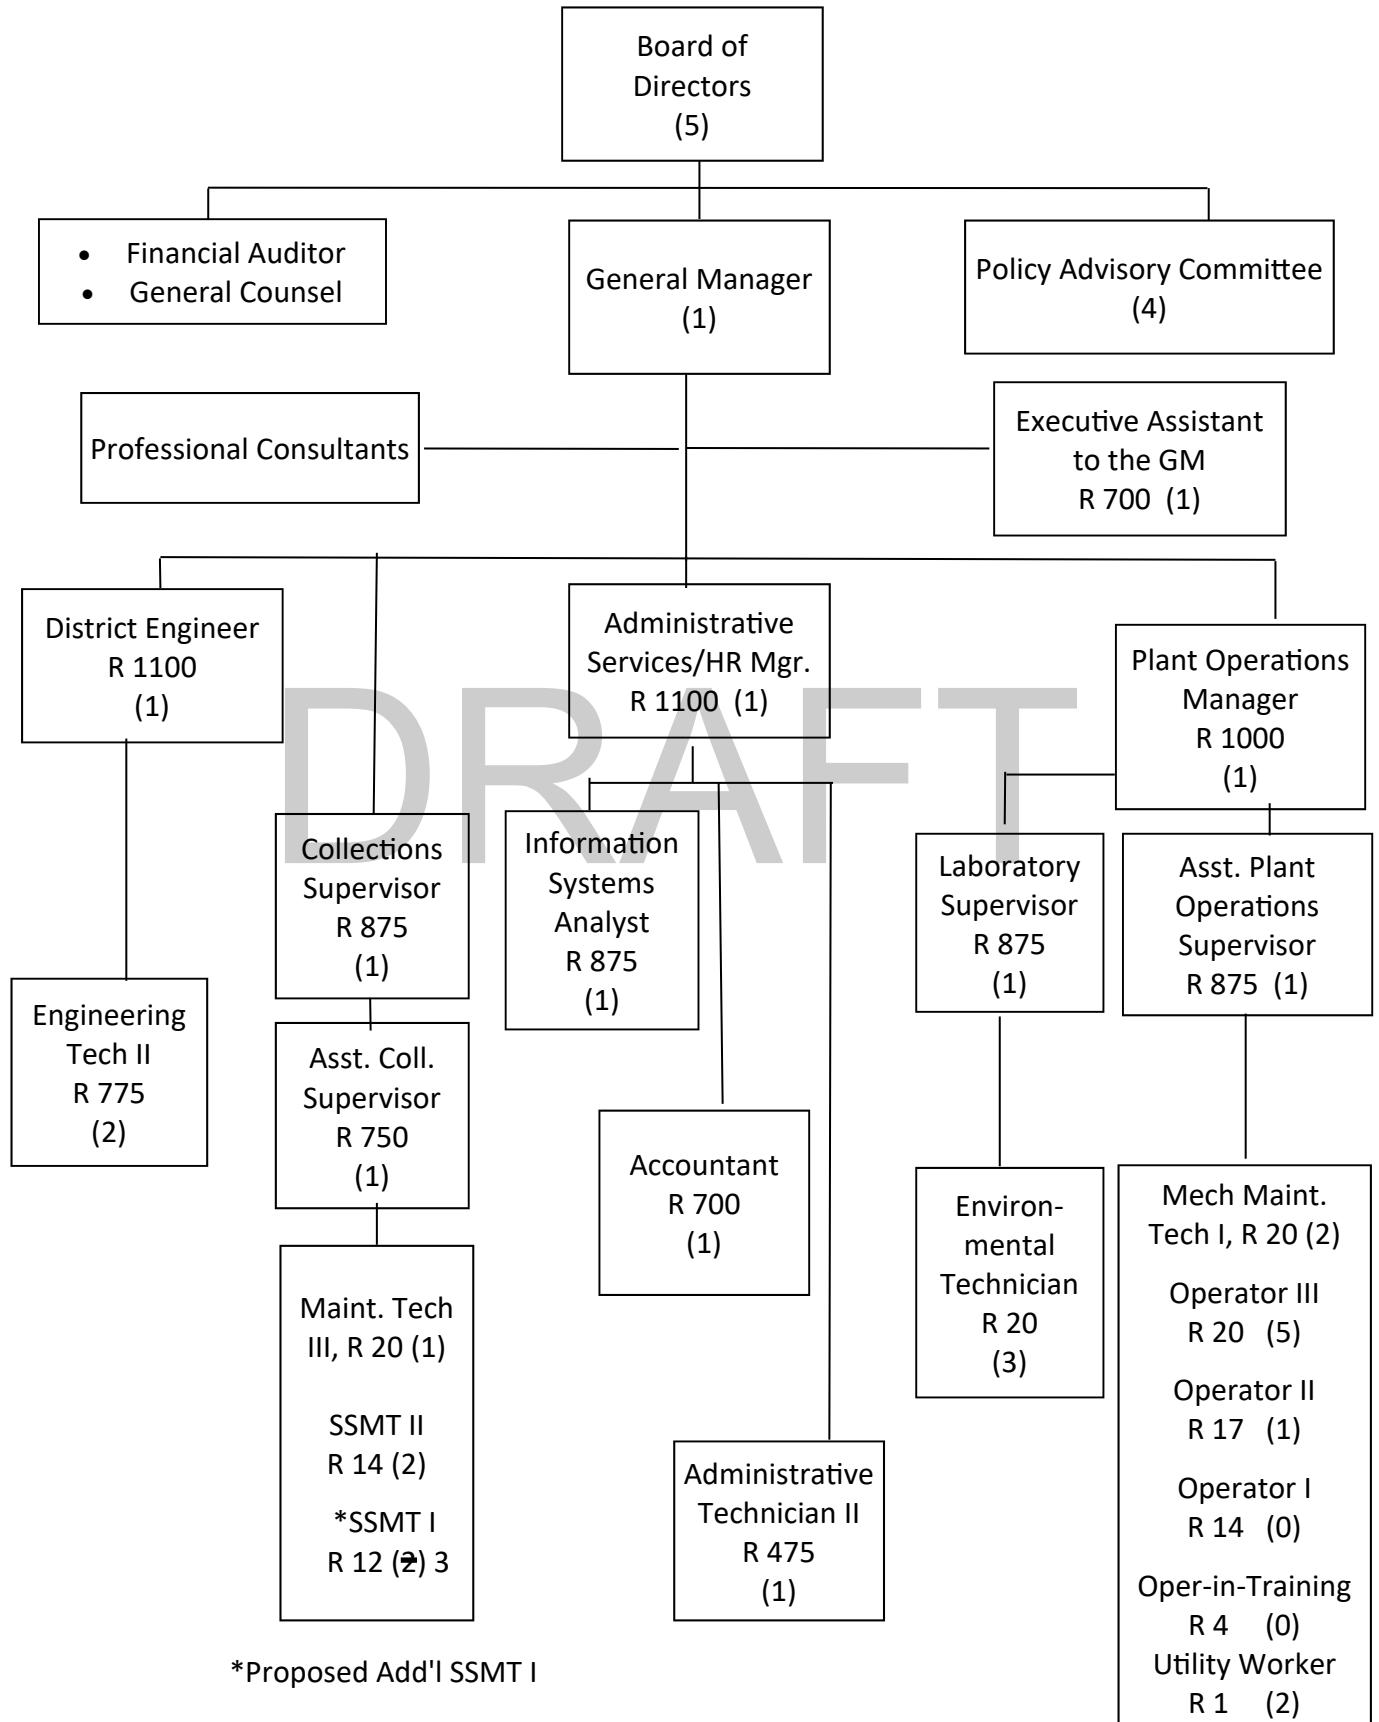 Board of
Directors
(5)
• Financial Auditor
• General Counsel
General Manager
(1)
Policy Advisory Committee
(4)
Professional Consultants
Executive Assistant
to the GM
R 700 (1)
District Engineer
R 1100
(1)
Administrative
Services/HR Mgr.
R 1100 (1)
Plant Operations
Manager
R 1000
(1)
DRAFT
Collections
Supervisor
R 875
(1)
Information
Systems
Analyst
R 875
(1)
Laboratory
Supervisor
R 875
(1)
Asst. Plant
Operations
Supervisor
R 875 (1)
Engineering
Tech II
R 775
(2)
Asst. Coll.
Supervisor
R 750
(1)
Accountant
R 700
(1)
Environ-
mental
Technician
R 20
(3)
Mech Maint.
Tech I, R 20 (2)
Operator III
R 20 (5)
Operator II
R 17 (1)
Operator I
R 14 (0)
Oper-in-Training
R 4 (0)
Utility Worker
R 1 (2)
Maint. Tech
III, R 20 (1)
SSMT II
R 14 (2)
*SSMT I
R 12 (2) 3
Administrative
Technician II
R 475
(1)
*Proposed Add'l SSMT I